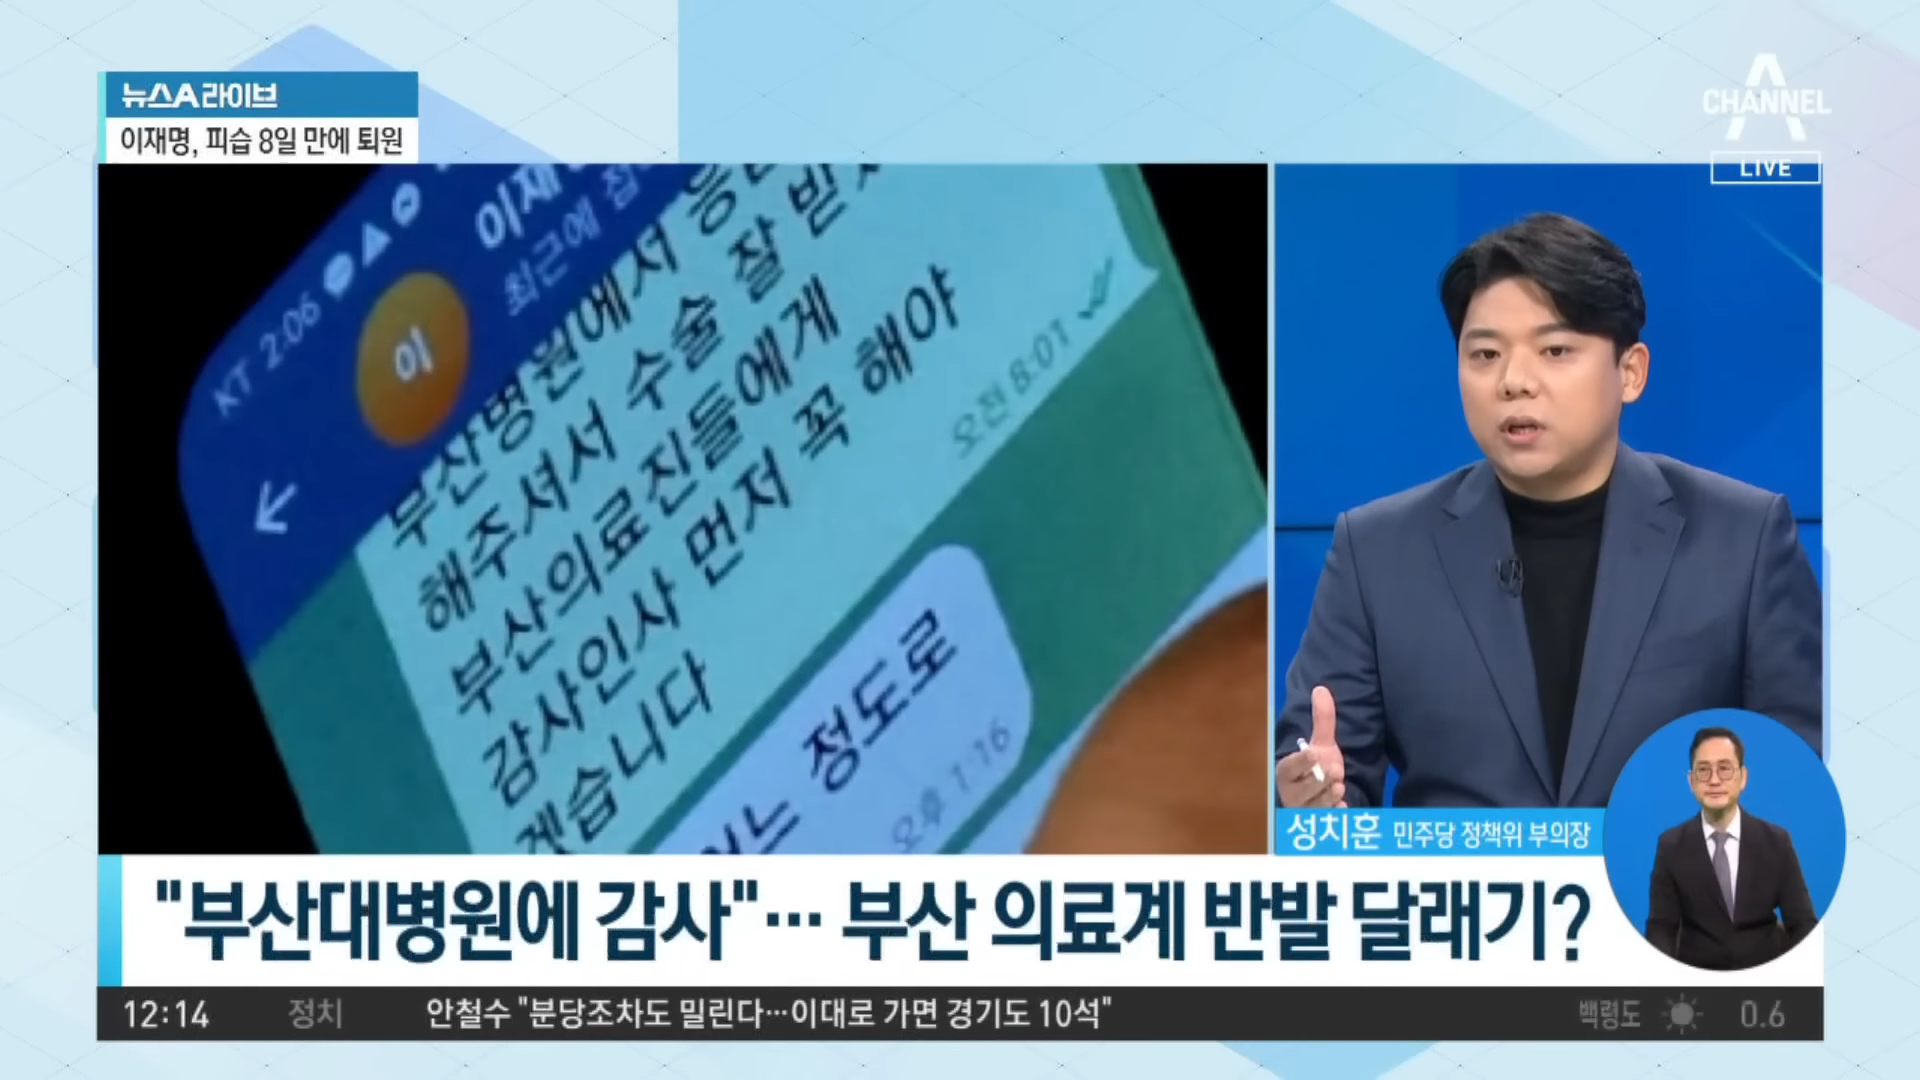 뉴스A 라이브
이재명, 피습 8일 만에 퇴원
CHANNEL A
LIVE
KT 2:06
이
이재
최근에 접
부산병원에서 응
해주셔서 수술 잘 받
부산의료진들에게
감사인사 먼저 꼭 해야
겠습니다
오전 8:01
어느 정도로
오후 1:16
성치훈 민주당 정책위 부의장
"부산대병원에 감사"… 부산 의료계 반발 달래기?
12:14 정치 안철수 "분당조차도 밀린다…이대로 가면 경기도 10석" 백령도 0.6